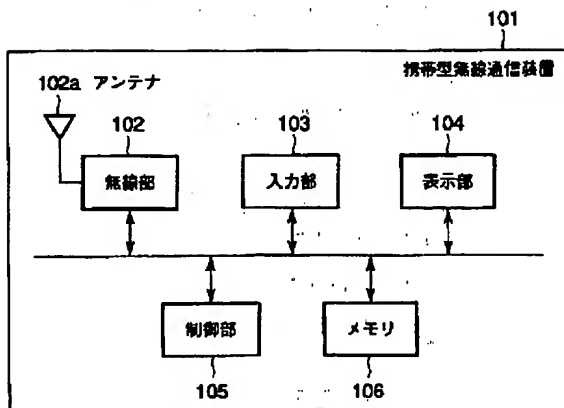 101
携帯型無線通信装置
102a アンテナ
102
103
104
無線部
入力部
表示部
制御部
メモリ
105
106